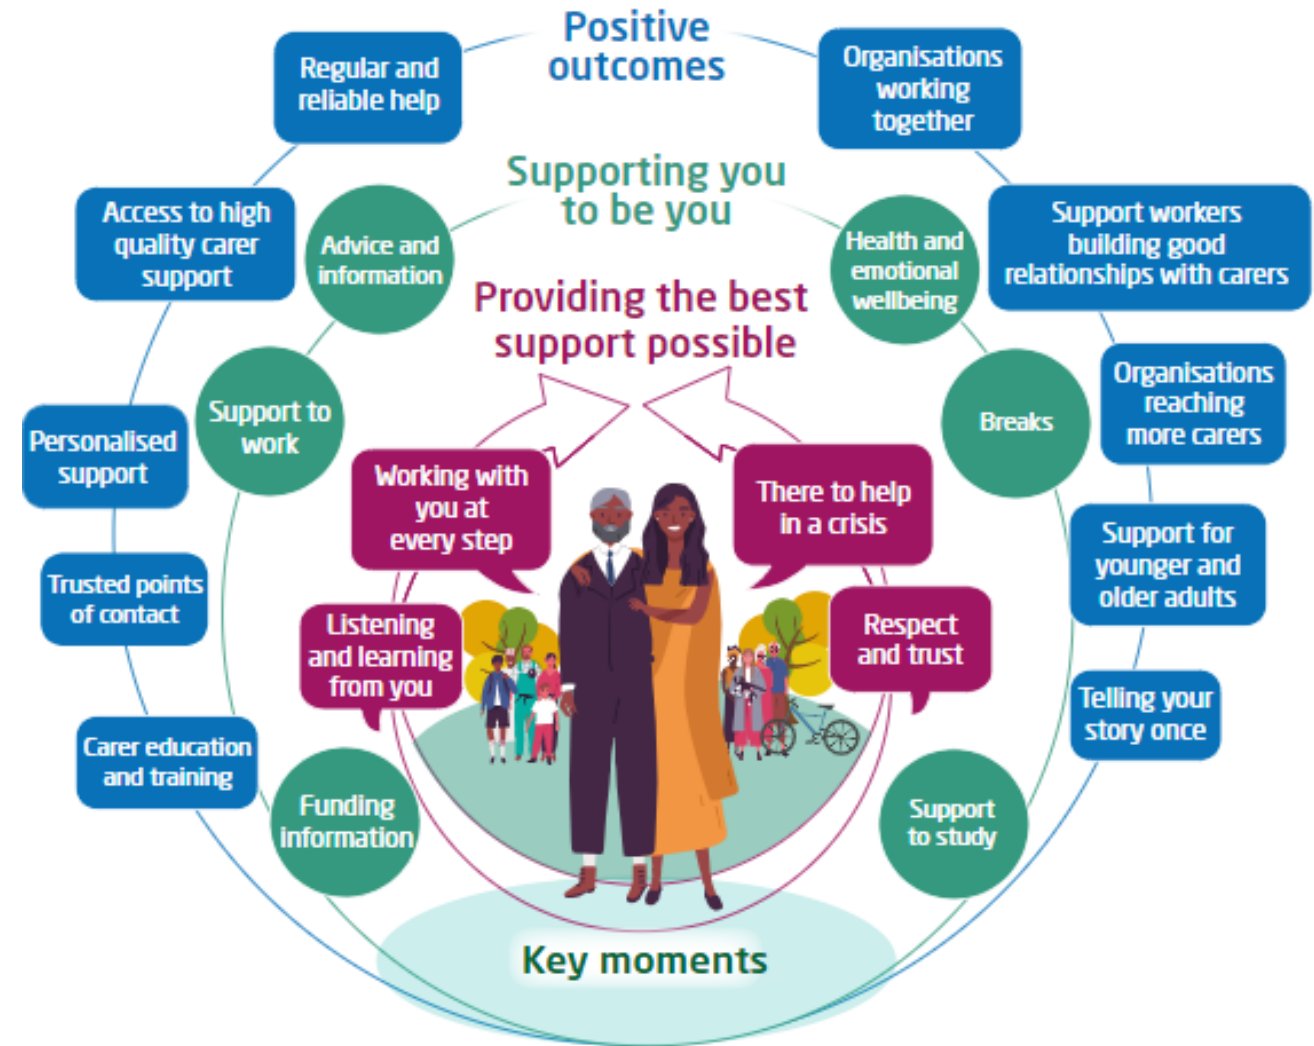 Positive
outcomes
Regular and
reliable help
Organisations
working
together
Access to high
quality carer
support
Support workers
building good
relationships with carers
Personalised
support
Organisations
reaching
more carers
Trusted points
of contact
Support for
younger and
older adults
Carer education
and training
Telling your
story once
Supporting you
to be you
Advice and
information
Health and
emotional
wellbeing
Support to
work
Breaks
Funding
information
Support
to study
Providing the best
support possible
Working with
you at
every step
There to help
in a crisis
Listening
and learning
from you
Respect
and trust
Key moments